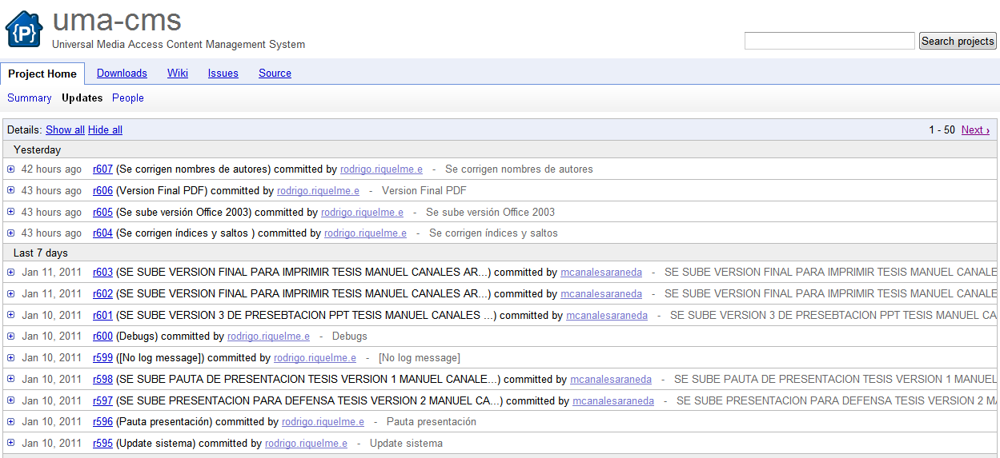 {P}
uma-cms
Universal Media Access Content Management System
Search projects
Project Home Downloads Wiki Issues Source
Summary Updates People
Details: Show all Hide all 1 - 50 Next ›
Yesterday
42 hours ago r607 (Se corrigen nombres de autores) committed by rodrigo.riquelme.e - Se corrigen nombres de autores
43 hours ago r606 (Version Final PDF) committed by rodrigo.riquelme.e - Version Final PDF
43 hours ago r605 (Se sube versión Office 2003) committed by rodrigo.riquelme.e - Se sube versión Office 2003
43 hours ago r604 (Se corrigen índices y saltos ) committed by rodrigo.riquelme.e - Se corrigen índices y saltos
Last 7 days
Jan 11, 2011 r603 (SE SUBE VERSION FINAL PARA IMPRIMIR TESIS MANUEL CANALES AR...) committed by mcanalesaraneda - SE SUBE VERSION FINAL PARA IMPRIMIR TESIS MANUEL CANALE
Jan 11, 2011 r602 (SE SUBE VERSION FINAL PARA IMPRIMIR TESIS MANUEL CANALES AR...) committed by mcanalesaraneda - SE SUBE VERSION FINAL PARA IMPRIMIR TESIS MANUEL CANALE
Jan 10, 2011 r601 (SE SUBE VERSION 3 DE PRESEBTACION PPT TESIS MANUEL CANALES ...) committed by mcanalesaraneda - SE SUBE VERSION 3 DE PRESEBTACION PPT TESIS MANUEL CA
Jan 10, 2011 r600 (Debugs) committed by rodrigo.riquelme.e - Debugs
Jan 10, 2011 r599 ([No log message]) committed by rodrigo.riquelme.e - [No log message]
Jan 10, 2011 r598 (SE SUBE PAUTA DE PRESENTACION TESIS VERSION 1 MANUEL CANALE...) committed by mcanalesaraneda - SE SUBE PAUTA DE PRESENTACION TESIS VERSION 1 MANUEL
Jan 10, 2011 r597 (SE SUBE PRESENTACION PARA DEFENSA TESIS VERSION 2 MANUEL CA...) committed by mcanalesaraneda - SE SUBE PRESENTACION PARA DEFENSA TESIS VERSION 2 M
Jan 10, 2011 r596 (Pauta presentación) committed by rodrigo.riquelme.e - Pauta presentación
Jan 10, 2011 r595 (Update sistema) committed by rodrigo.riquelme.e - Update sistema